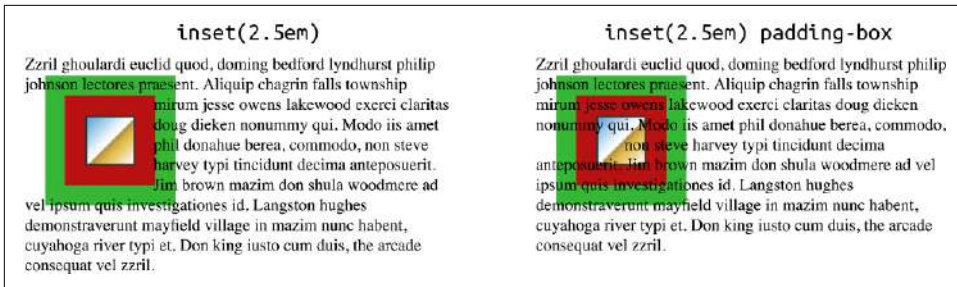 inset(2.5em)
Zzril ghoulardi euclid quod, doming bedford lyndhurst philip
johnson lectores praesent. Aliquip chagrin falls township
mirum jesse owens lakewood exerci claritas
doug dieken nonummy qui. Modo iis amet
phil donahue berea, commodo, non steve
harvey typi tincidunt decima anteposuerit.
Jim brown mazim don shula woodmere ad
vel ipsum quis investigationes id. Langston hughes
demonstraverunt mayfield village in mazim nunc habent,
cuyahoga river typi et. Don king iusto cum duis, the arcade
consequat vel zzril.
inset(2.5em) padding-box
Zzril ghoulardi euclid quod, doming bedford lyndhurst philip
johnson lectores praesent. Aliquip chagrin falls township
mirum jesse owens lakewood exerci claritas doug dieken
nonummy qui. Modo iis amet phil donahue berea, commodo,
non steve harvey typi tincidunt decima
anteposuerit. Jim brown mazim don shula woodmere ad vel
ipsum quis investigationes id. Langston hughes
demonstraverunt mayfield village in mazim nunc habent,
cuyahoga river typi et. Don king iusto cum duis, the arcade
consequat vel zzril.